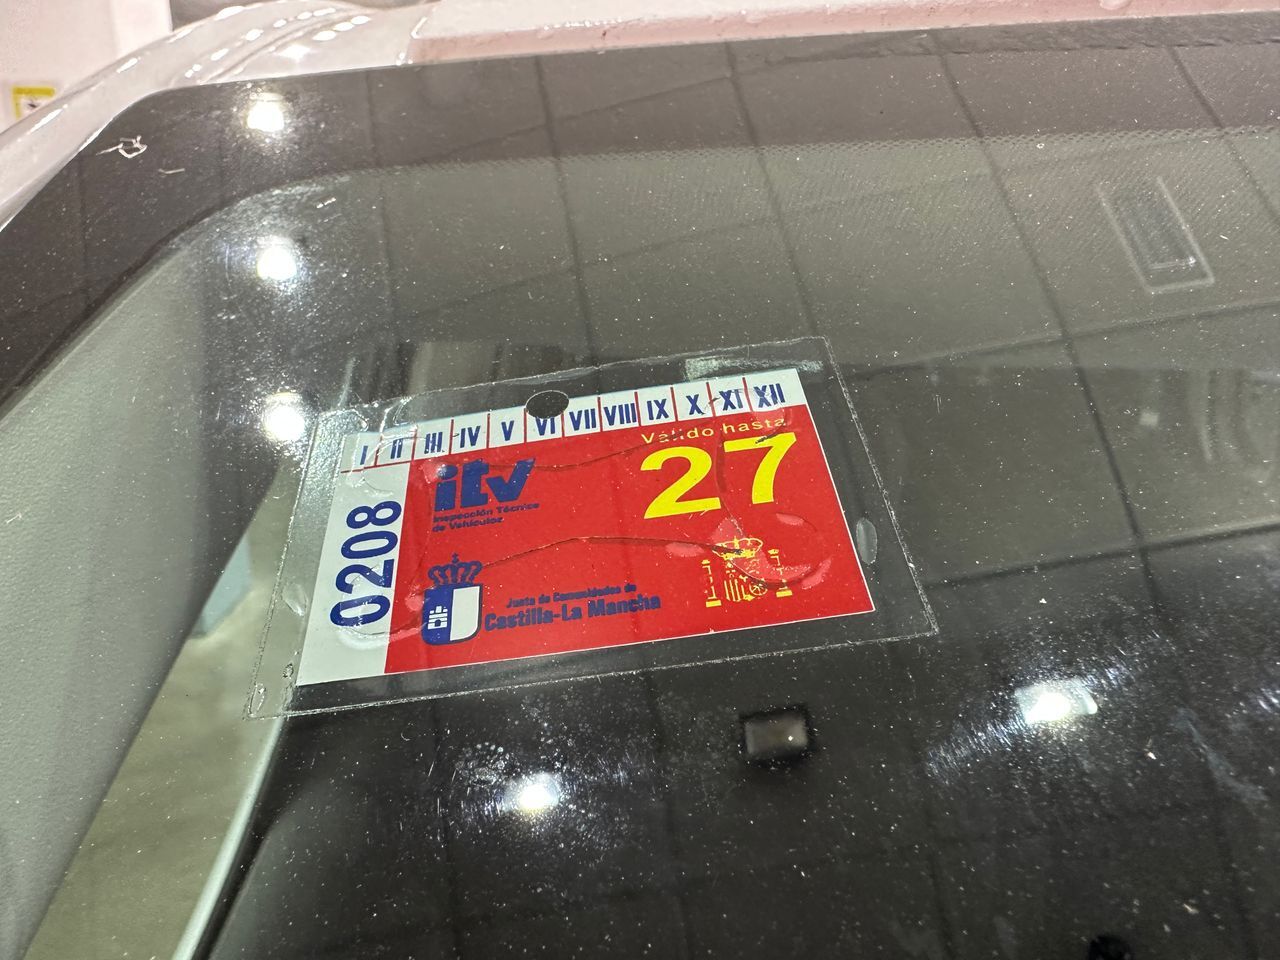 I II III IV V VI VII VIII IX X XI XII
Válido hasta
27
itv
Inspección Técnica
de Vehículos
0208
Junta de Comunidades de
Castilla-La Mancha